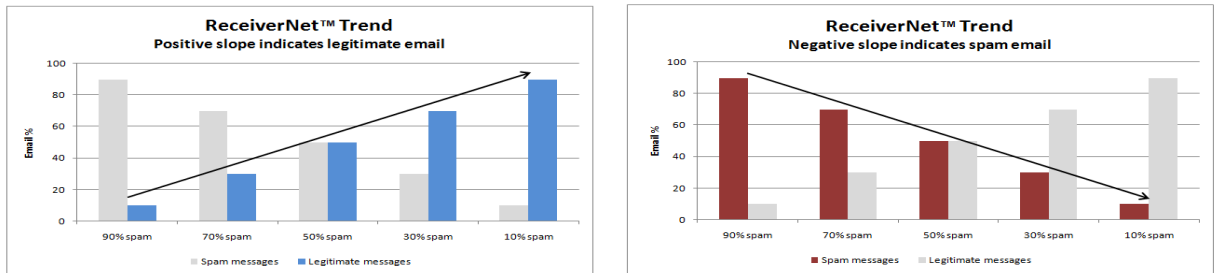 ReceiverNet™ Trend
Positive slope indicates legitimate email
100
80
60
40
20
0
Email %
90% spam 70% spam 50% spam 30% spam 10% spam
Spam messages Legitimate messages
ReceiverNet™ Trend
Negative slope indicates spam email
100
80
60
40
20
0
Email %
90% spam 70% spam 50% spam 30% spam 10% spam
Spam messages Legitimate messages